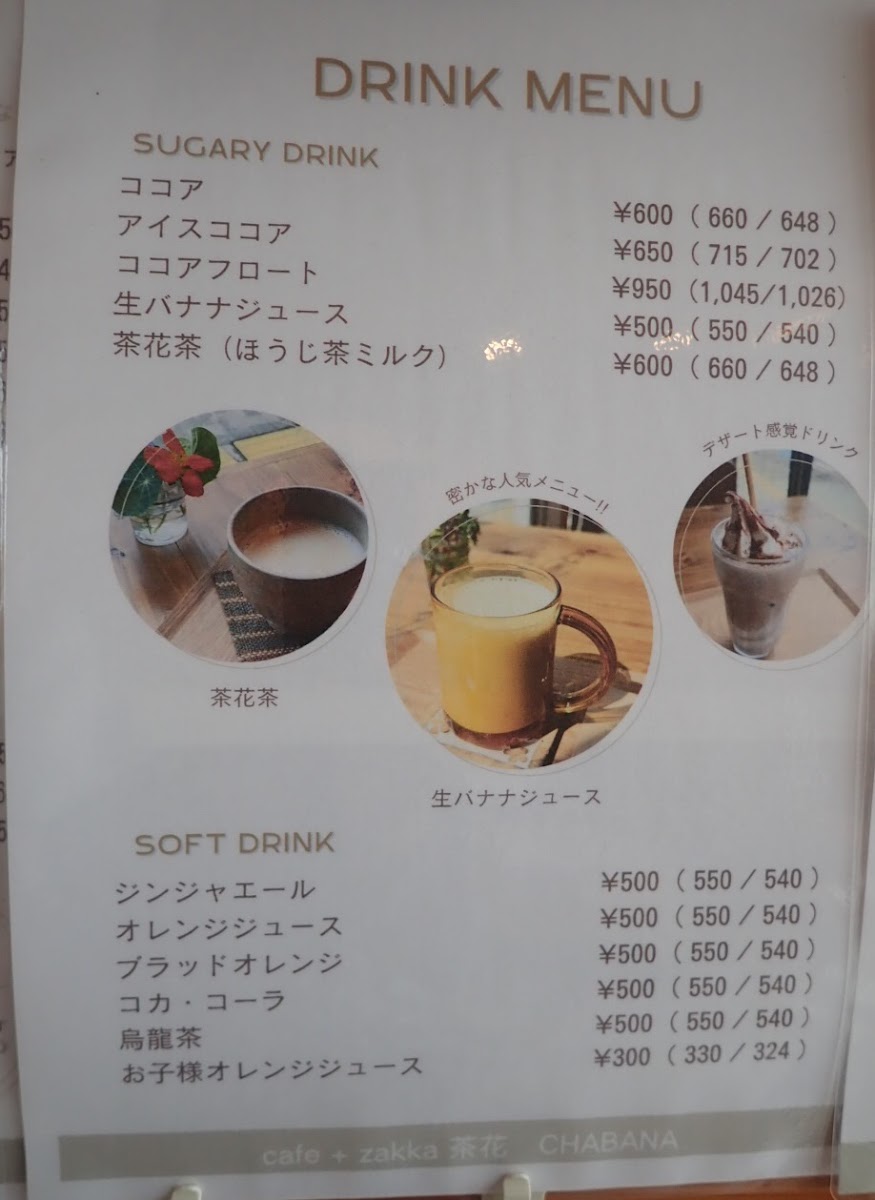 DRINK MENU
SUGARY DRINK
ココア ¥600 ( 660 / 648 )
アイスココア ¥650 ( 715 / 702 )
ココアフロート ¥950 (1,045/1,026)
生バナナジュース ¥500 ( 550 / 540 )
茶花茶（ほうじ茶ミルク） ¥600 ( 660 / 648 )
デザート感覚ドリンク
密かな人気メニュー!!
茶花茶
生バナナジュース
SOFT DRINK
ジンジャエール ¥500 ( 550 / 540 )
オレンジジュース ¥500 ( 550 / 540 )
ブラッドオレンジ ¥500 ( 550 / 540 )
コカ・コーラ ¥500 ( 550 / 540 )
烏龍茶 ¥500 ( 550 / 540 )
お子様オレンジジュース ¥300 ( 330 / 324 )
cafe + zakka 茶花 CHABANA